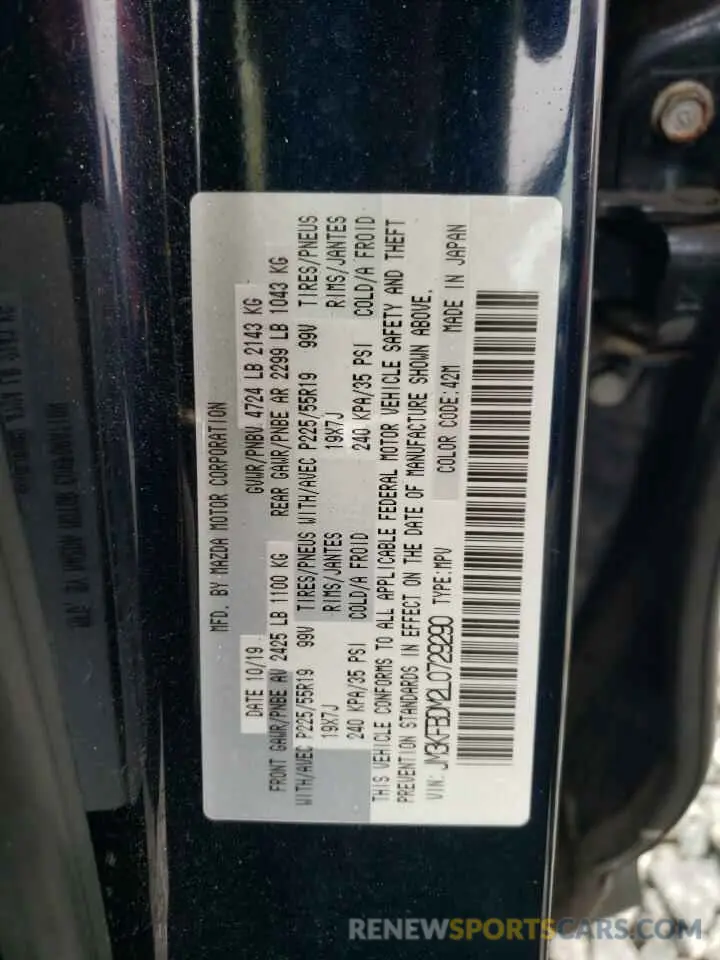 MFD. BY MAZDA MOTOR CORPORATION
DATE 10/19 GVWR/PNBV 4724 LB 2143 KG
FRONT GAWR/PNBE AV 2425 LB 1100 KG REAR GAWR/PNBE AR 2299 LB 1043 KG
WITH/AVEC P225/55R19 99V TIRES/PNEUS WITH/AVEC P225/55R19 99V TIRES/PNEUS
19X7J RIMS/JANTES 19X7J RIMS/JANTES
240 KPA/35 PSI COLD/A FROID 240 KPA/35 PSI COLD/A FROID
THIS VEHICLE CONFORMS TO ALL APPLICABLE FEDERAL MOTOR VEHICLE SAFETY AND THEFT
PREVENTION STANDARDS IN EFFECT ON THE DATE OF MANUFACTURE SHOWN ABOVE.
VIN: JM3KFBDM2L0729290 TYPE:MPV COLOR CODE:42M MADE IN JAPAN
RENEWSPORTSCARS.COM